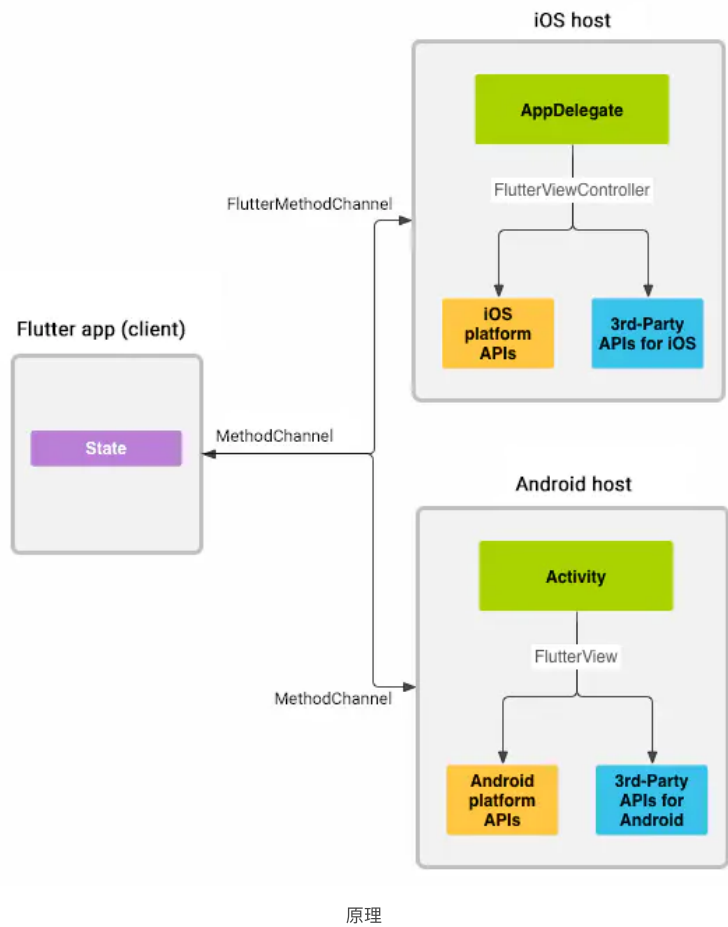 iOS host
AppDelegate
FlutterViewController
FlutterMethodChannel
iOS
platform
APIs
3rd-Party
APIs for iOS
Flutter app (client)
State
MethodChannel
Android host
Activity
FlutterView
MethodChannel
Android
platform
APIs
3rd-Party
APIs for
Android
原理